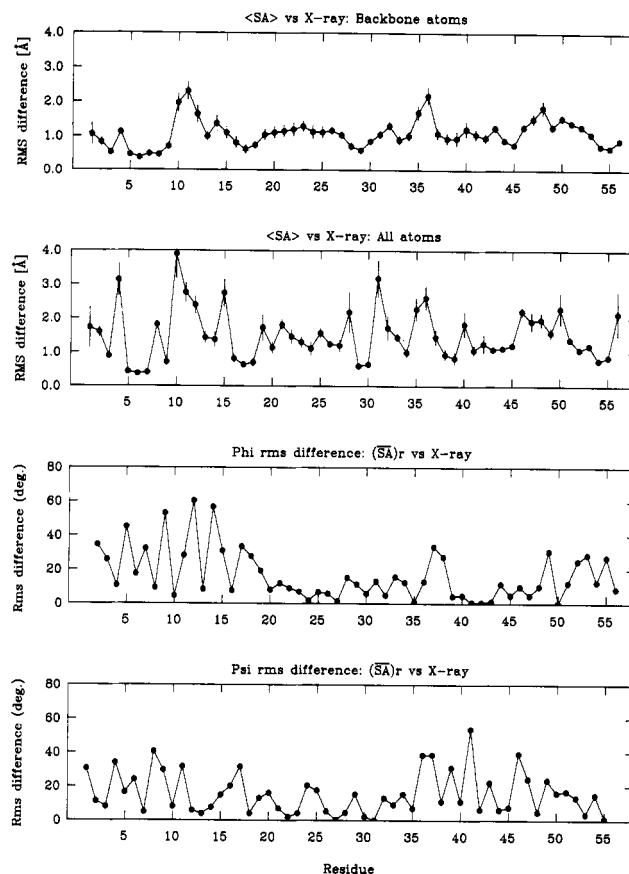 <SA> vs X-ray: Backbone atoms
RMS difference [Å]
4.0
3.0
2.0
1.0
0.0
5 10 15 20 25 30 35 40 45 50 55
<SA> vs X-ray: All atoms
RMS difference [Å]
4.0
3.0
2.0
1.0
0.0
5 10 15 20 25 30 35 40 45 50 55
Phi rms difference: (S̅A̅)r vs X-ray
Rms difference (deg.)
80
60
40
20
0
5 10 15 20 25 30 35 40 45 50 55
Psi rms difference: (S̅A̅)r vs X-ray
Rms difference (deg.)
80
60
40
20
0
5 10 15 20 25 30 35 40 45 50 55
Residue